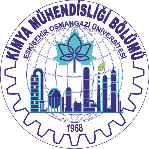 KİMYA MÜHENDİSLİĞİ BÖLÜMÜ
ESKİŞEHİR OSMANGAZİ ÜNİVERSİTESİ
1968